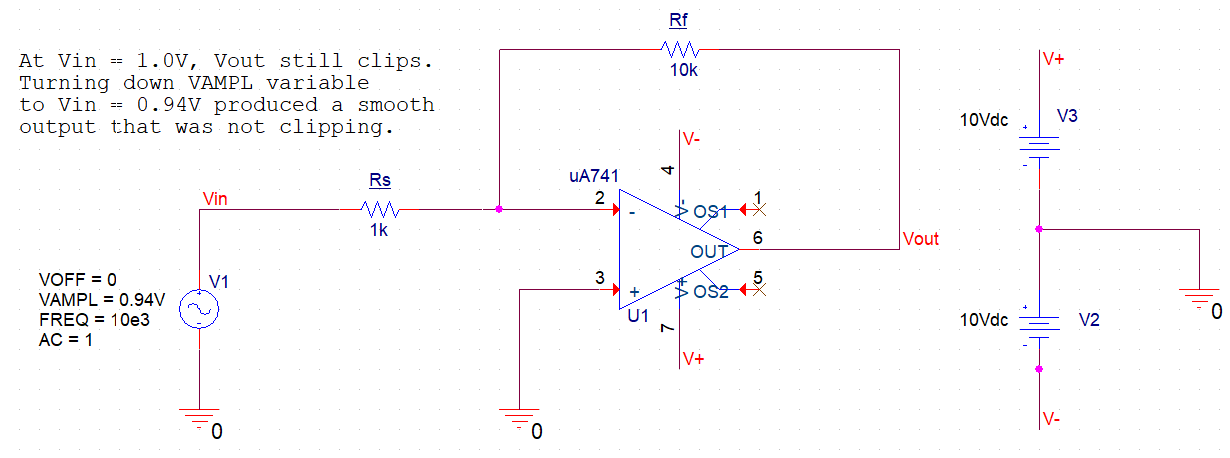 Rf
At Vin = 1.0V, Vout still clips.
Turning down VAMPL variable
to Vin = 0.94V produced a smooth
output that was not clipping.
10k
V+
10Vdc
+
V3
-
V-
4
uA741
Rs
2
1
Vin
-
V-
OS1
1k
6
Vout
OUT
VOFF = 0
V1
3
5
VAMPL = 0.94V
+
V+
OS2
FREQ = 10e3
U1
7
10Vdc
+
V2
-
0
AC = 1
V+
V-
0
0